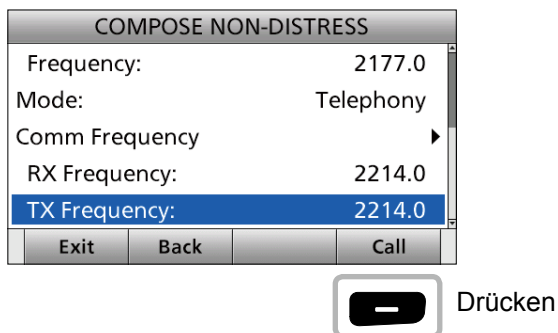 COMPOSE NON-DISTRESS
Frequency: 2177.0
Mode: Telephony
Comm Frequency
RX Frequency: 2214.0
TX Frequency: 2214.0
Exit Back Call
Drücken